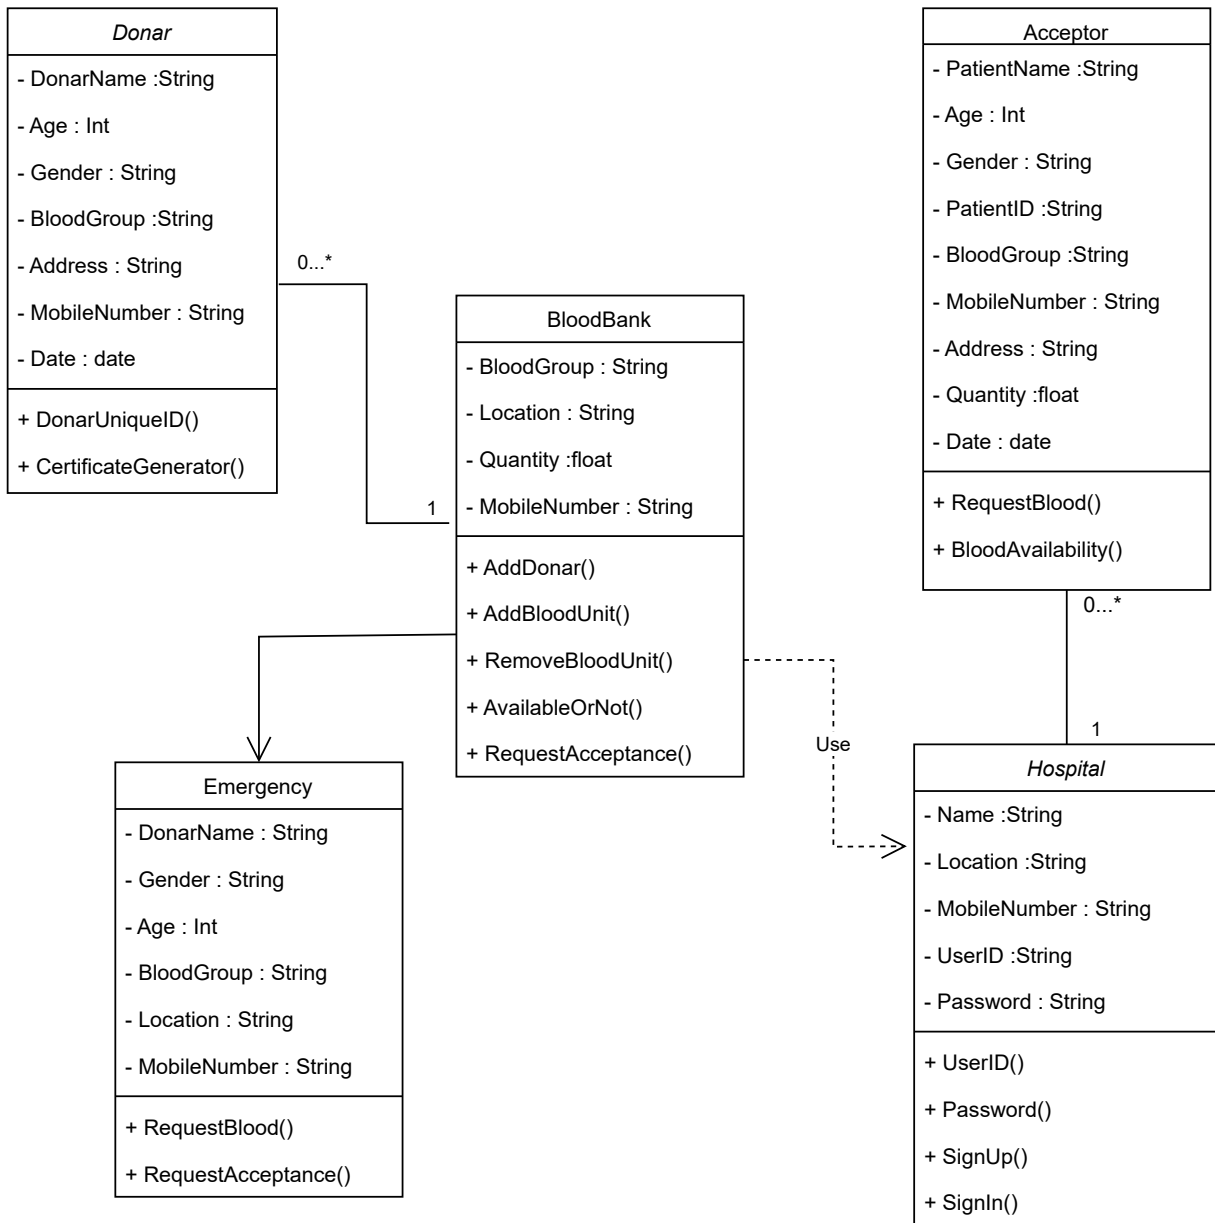 Donar
- DonarName :String
- Age : Int
- Gender : String
- BloodGroup :String
- Address : String
- MobileNumber : String
- Date : date
+ DonarUniqueID()
+ CertificateGenerator()
0...*
1
BloodBank
- BloodGroup : String
- Location : String
- Quantity :float
- MobileNumber : String
+ AddDonar()
+ AddBloodUnit()
+ RemoveBloodUnit()
+ AvailableOrNot()
+ RequestAcceptance()
Acceptor
- PatientName :String
- Age : Int
- Gender : String
- PatientID :String
- BloodGroup :String
- MobileNumber : String
- Address : String
- Quantity :float
- Date : date
+ RequestBlood()
+ BloodAvailability()
0...*
1
Use
Emergency
- DonarName : String
- Gender : String
- Age : Int
- BloodGroup : String
- Location : String
- MobileNumber : String
+ RequestBlood()
+ RequestAcceptance()
Hospital
- Name :String
- Location :String
- MobileNumber : String
- UserID :String
- Password : String
+ UserID()
+ Password()
+ SignUp()
+ SignIn()